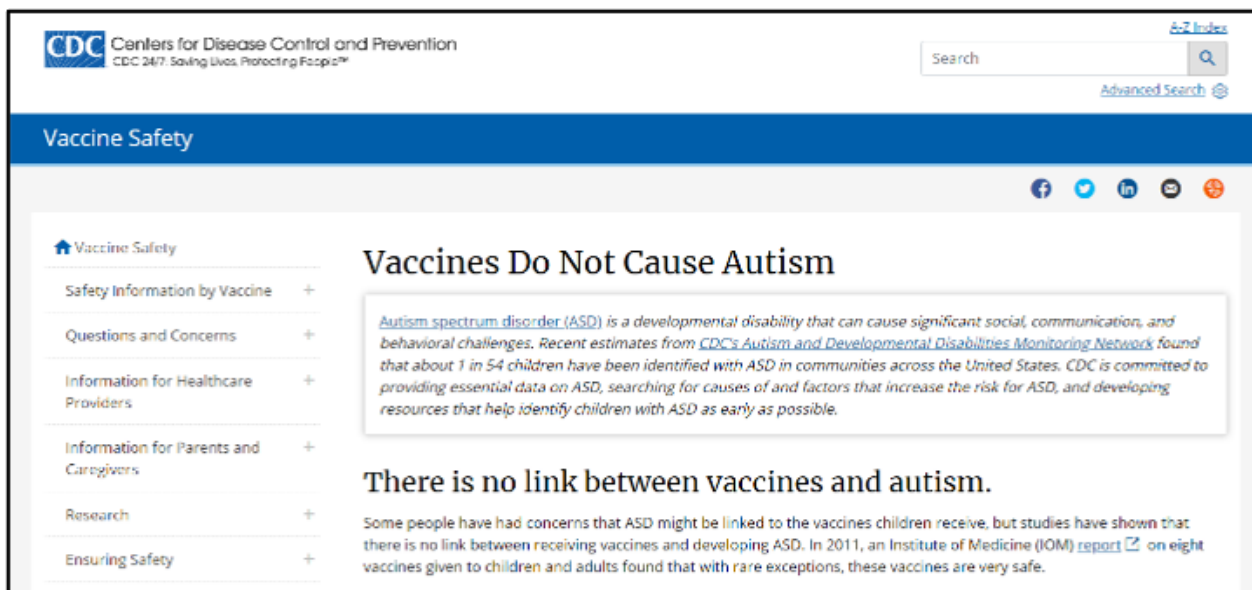 A-Z Index
CDC Centers for Disease Control and Prevention
CDC 24/7: Saving Lives, Protecting People™
Search
Advanced Search
Vaccine Safety
Vaccine Safety
Safety Information by Vaccine +
Questions and Concerns +
Information for Healthcare +
Providers
Information for Parents and +
Caregivers
Research +
Ensuring Safety +
Vaccines Do Not Cause Autism
Autism spectrum disorder (ASD) is a developmental disability that can cause significant social, communication, and
behavioral challenges. Recent estimates from CDC's Autism and Developmental Disabilities Monitoring Network found
that about 1 in 54 children have been identified with ASD in communities across the United States. CDC is committed to
providing essential data on ASD, searching for causes of and factors that increase the risk for ASD, and developing
resources that help identify children with ASD as early as possible.
There is no link between vaccines and autism.
Some people have had concerns that ASD might be linked to the vaccines children receive, but studies have shown that
there is no link between receiving vaccines and developing ASD. In 2011, an Institute of Medicine (IOM) report on eight
vaccines given to children and adults found that with rare exceptions, these vaccines are very safe.